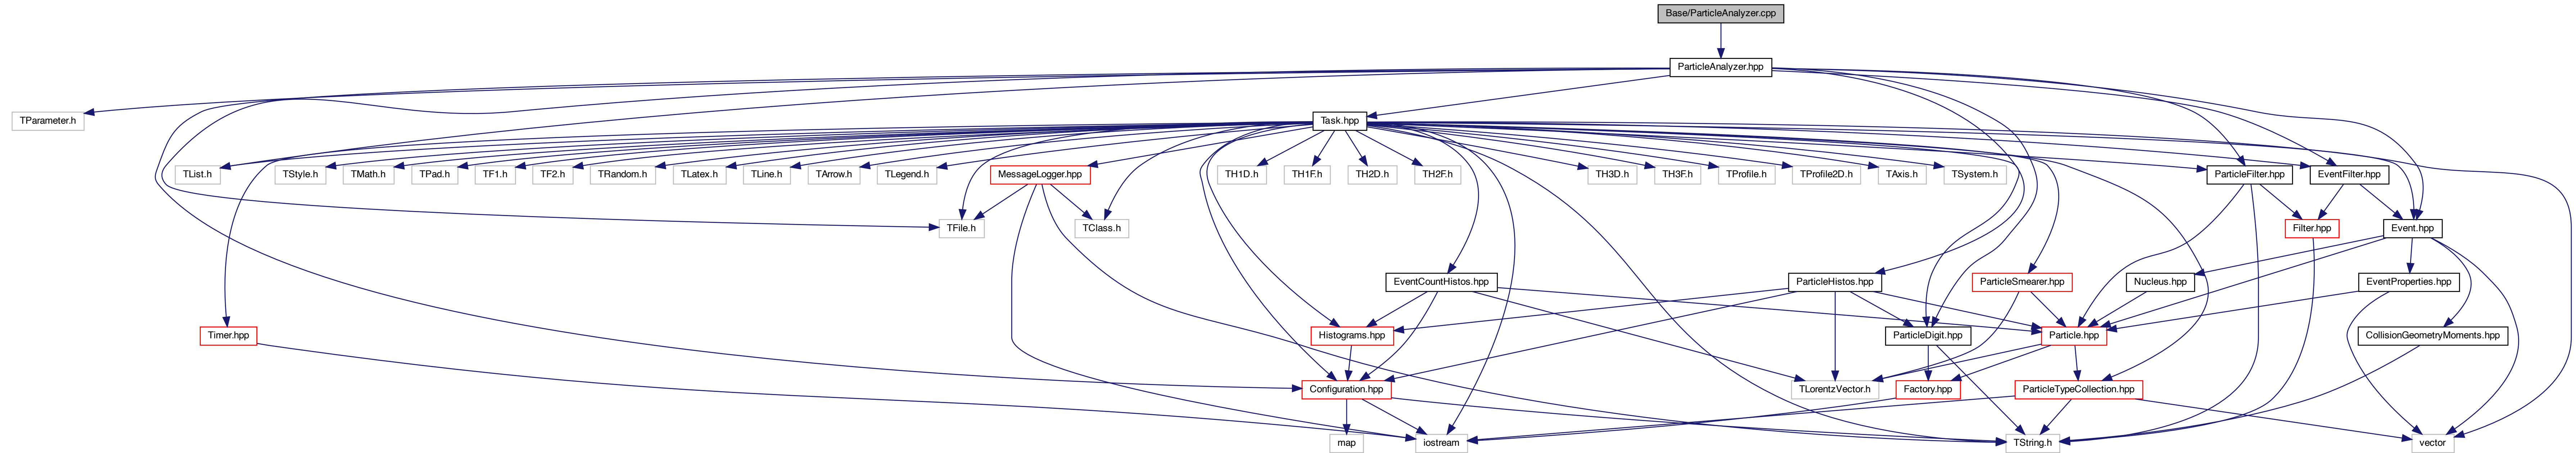 Base/ParticleAnalyzer.cpp
ParticleAnalyzer.hpp
TParameter.h
Task.hpp
TList.h
TStyle.h
TMath.h
TPad.h
TF1.h
TF2.h
TRandom.h
TLatex.h
TLine.h
TArrow.h
TLegend.h
MessageLogger.hpp
TH1D.h
TH1F.h
TH2D.h
TH2F.h
TH3D.h
TH3F.h
TProfile.h
TProfile2D.h
TAxis.h
TSystem.h
ParticleFilter.hpp
EventFilter.hpp
TFile.h
TClass.h
Filter.hpp
Event.hpp
EventCountHistos.hpp
ParticleHistos.hpp
ParticleSmearer.hpp
Nucleus.hpp
EventProperties.hpp
Timer.hpp
Histograms.hpp
ParticleDigit.hpp
Particle.hpp
CollisionGeometryMoments.hpp
Configuration.hpp
TLorentzVector.h
Factory.hpp
ParticleTypeCollection.hpp
map
iostream
TString.h
vector